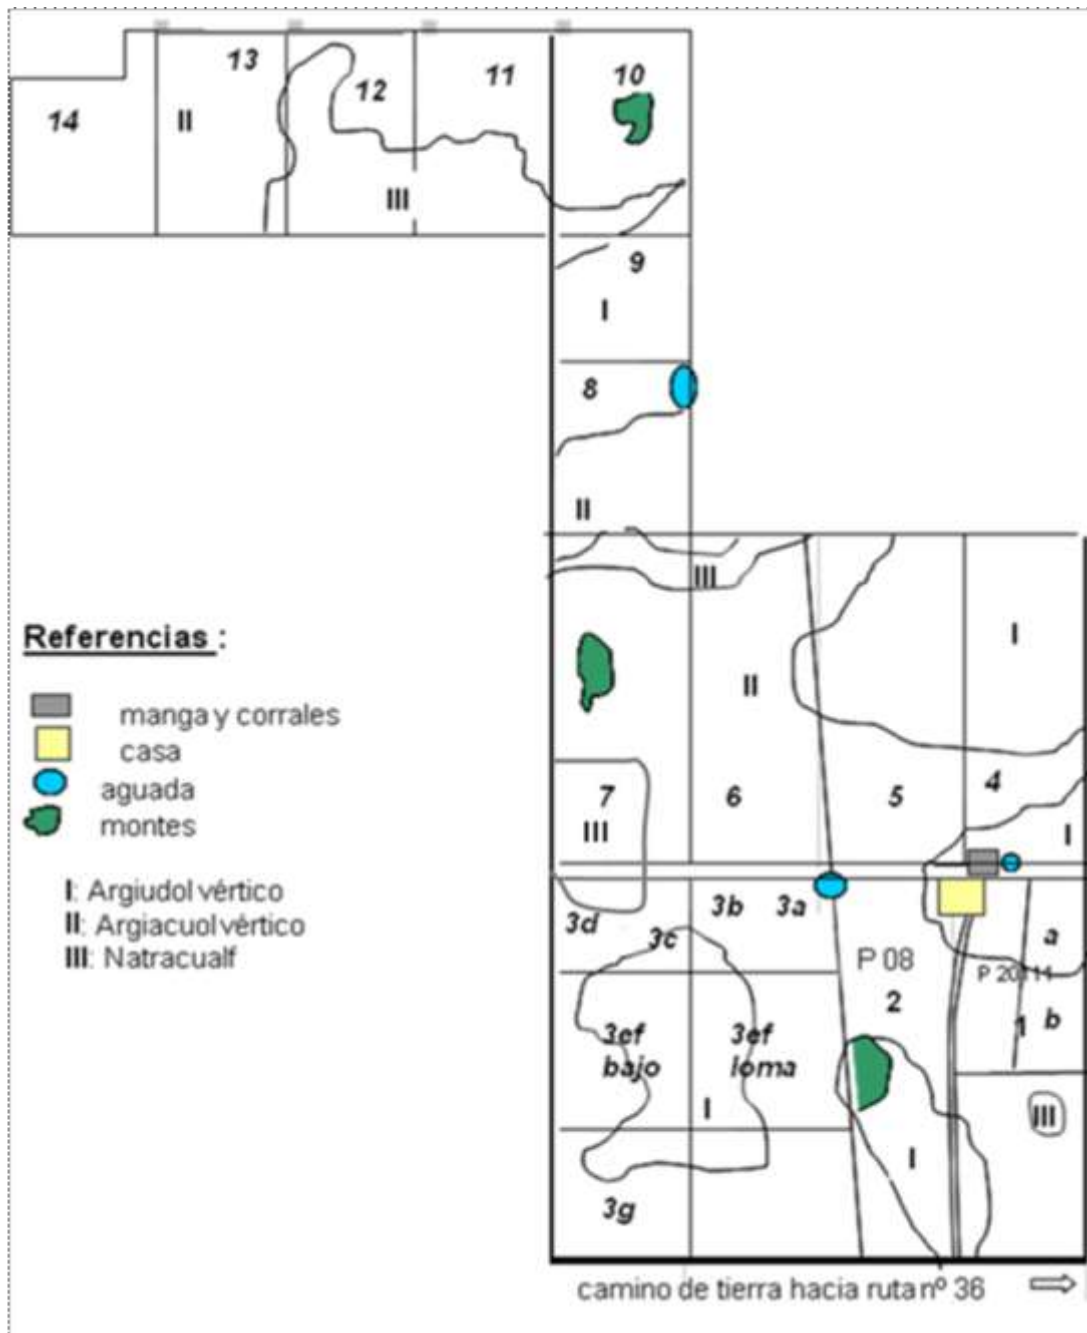 13
11
10
12
14
II
III
9
I
8
II
III
I
II
Referencias :
manga y corrales
casa
aguada
montes
4
7
6
5
III
I
I: Argiudol vértico
II: Argiacuol vértico
III: Natracualf
3b
3a
3d
3c
a
P 08
P 20111
2
1
b
3ef
bajo
3ef
loma
I
III
I
3g
camino de tierra hacia ruta nº 36